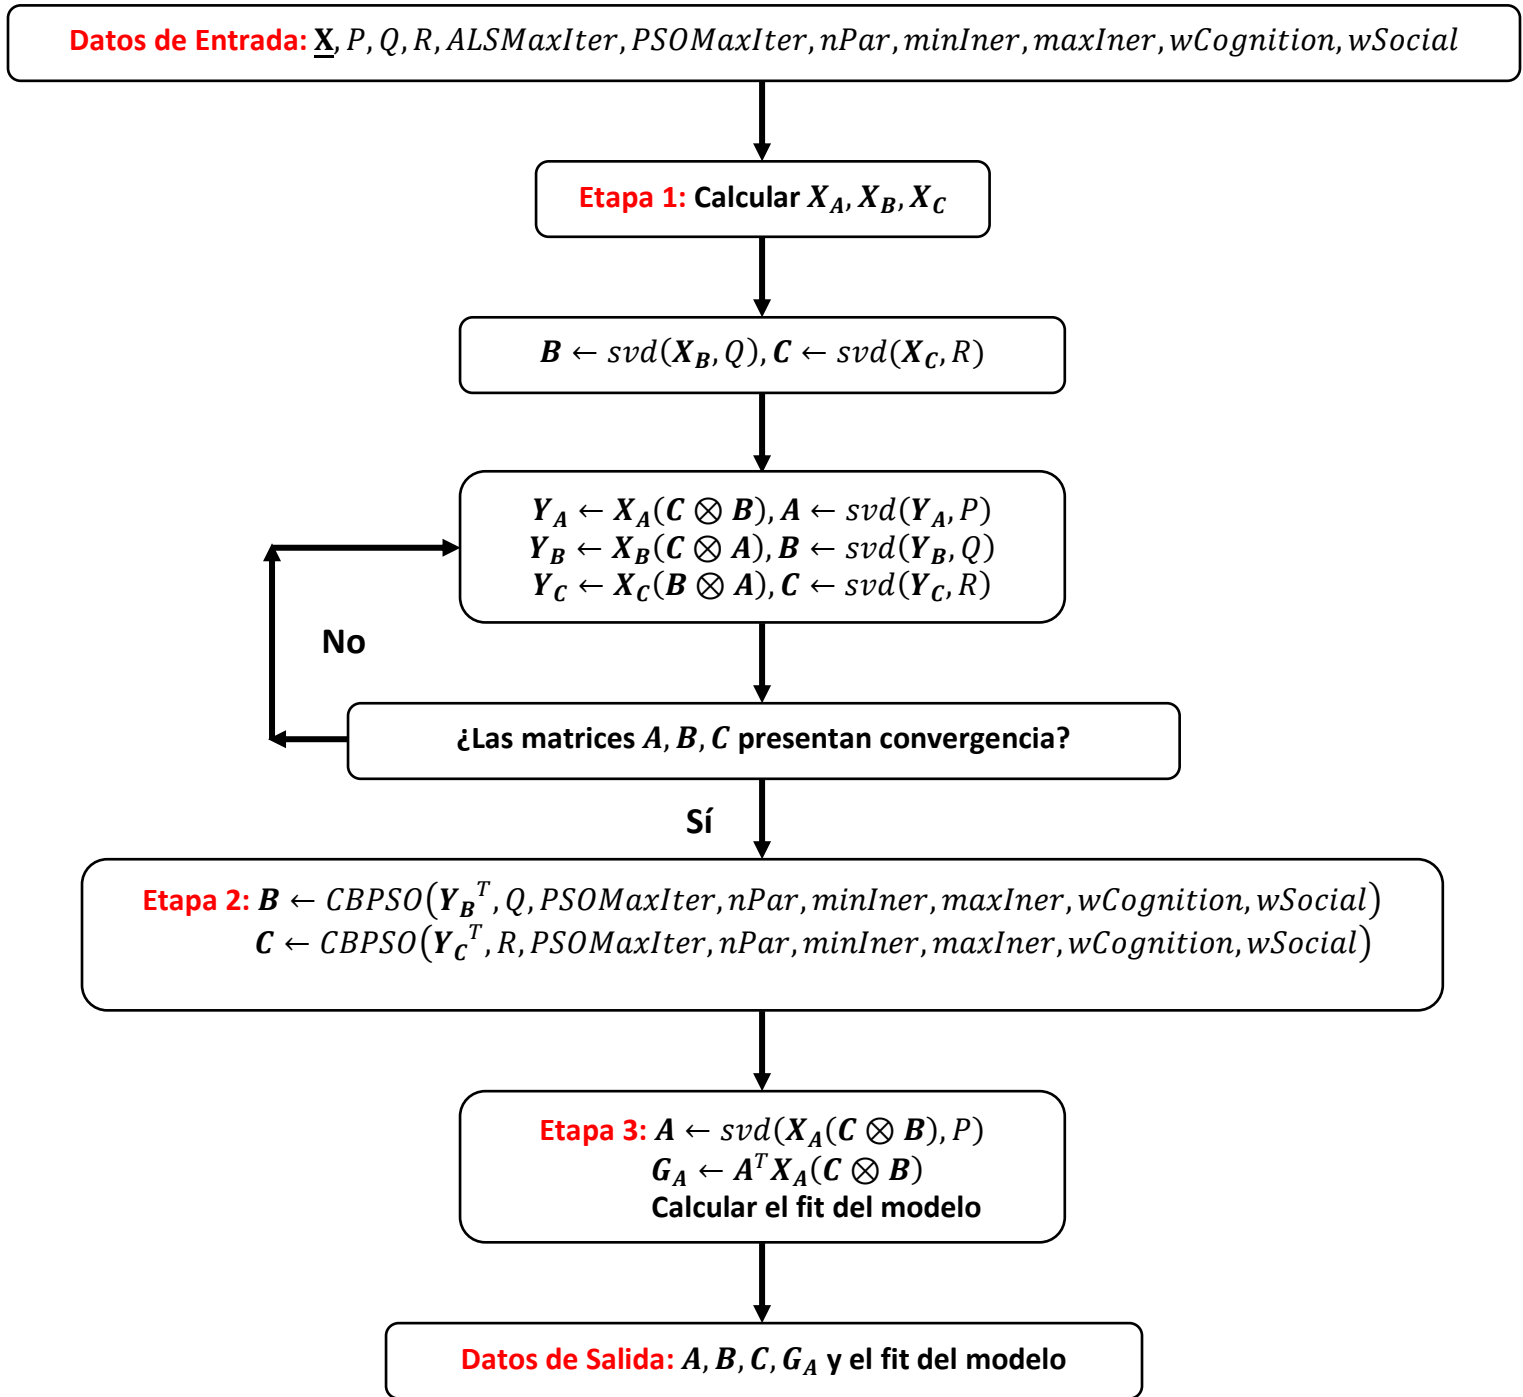 Datos de Entrada: X, P, Q, R, ALSMaxIter, PSOMaxIter, nPar, minIner, maxIner, wCognition, wSocial
Etapa 1: Calcular X_A, X_B, X_C
B ← svd(X_B, Q), C ← svd(X_C, R)
Y_A ← X_A(C ⊗ B), A ← svd(Y_A, P)
Y_B ← X_B(C ⊗ A), B ← svd(Y_B, Q)
Y_C ← X_C(B ⊗ A), C ← svd(Y_C, R)
No
¿Las matrices A, B, C presentan convergencia?
Sí
Etapa 2: B ← CBPSO(Y_B^T, Q, PSOMaxIter, nPar, minIner, maxIner, wCognition, wSocial)
C ← CBPSO(Y_C^T, R, PSOMaxIter, nPar, minIner, maxIner, wCognition, wSocial)
Etapa 3: A ← svd(X_A(C ⊗ B), P)
G_A ← A^T X_A(C ⊗ B)
Calcular el fit del modelo
Datos de Salida: A, B, C, G_A y el fit del modelo